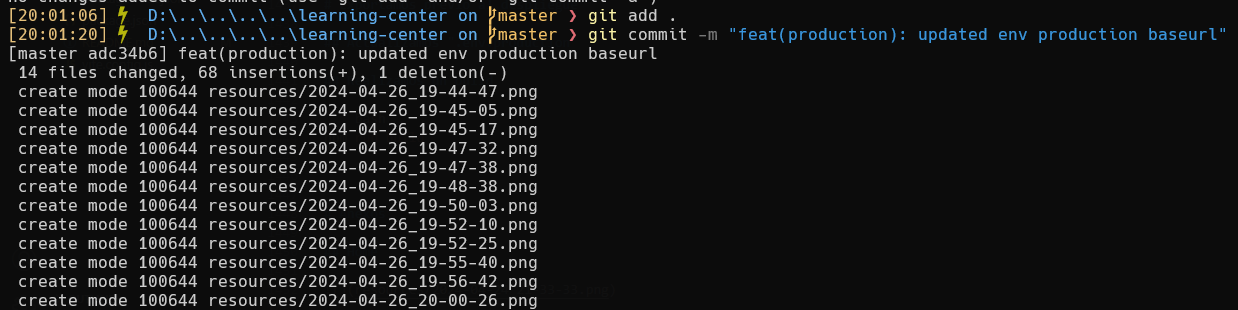 [20:01:06] D:\..\..\..\..\learning-center on master ❯ git add .
[20:01:20] D:\..\..\..\..\learning-center on master ❯ git commit -m "feat(production): updated env production baseurl"
[master adc34b6] feat(production): updated env production baseurl
14 files changed, 68 insertions(+), 1 deletion(-)
create mode 100644 resources/2024-04-26_19-44-47.png
create mode 100644 resources/2024-04-26_19-45-05.png
create mode 100644 resources/2024-04-26_19-45-17.png
create mode 100644 resources/2024-04-26_19-47-32.png
create mode 100644 resources/2024-04-26_19-47-38.png
create mode 100644 resources/2024-04-26_19-48-38.png
create mode 100644 resources/2024-04-26_19-50-03.png
create mode 100644 resources/2024-04-26_19-52-10.png
create mode 100644 resources/2024-04-26_19-52-25.png
create mode 100644 resources/2024-04-26_19-55-40.png
create mode 100644 resources/2024-04-26_19-56-42.png
create mode 100644 resources/2024-04-26_20-00-26.png